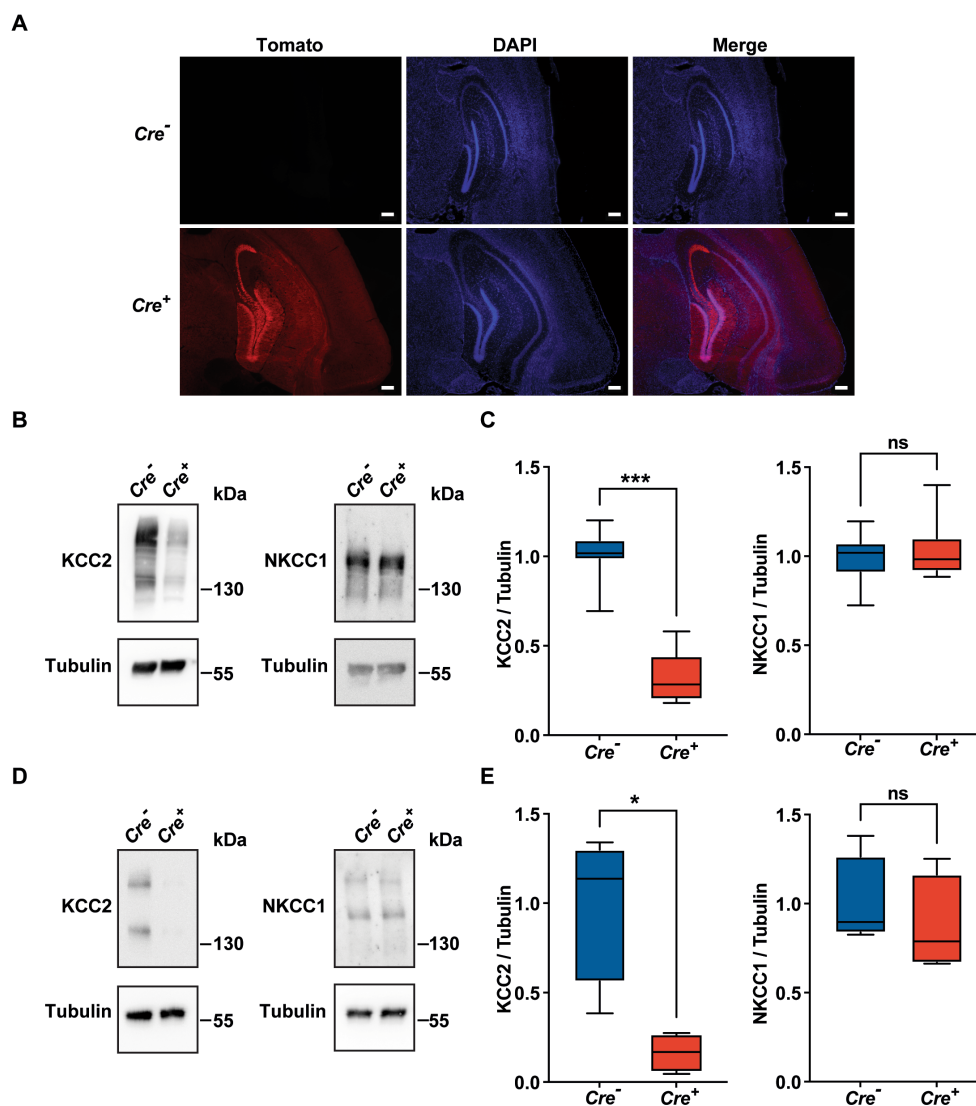 A
Tomato DAPI Merge
Cre-
Cre+
B
Cre- Cre+ kDa
KCC2
–130
Tubulin
–55
Cre- Cre+ kDa
NKCC1
–130
Tubulin
–55
C
KCC2 / Tubulin
1.5
1.0
0.5
0.0
***
Cre- Cre+
NKCC1 / Tubulin
1.5
1.0
0.5
0.0
ns
Cre- Cre+
D
Cre- Cre+ kDa
KCC2
–130
Tubulin
–55
Cre- Cre+ kDa
NKCC1
–130
Tubulin
–55
E
KCC2 / Tubulin
1.5
1.0
0.5
0.0
*
Cre- Cre+
NKCC1 / Tubulin
1.5
1.0
0.5
0.0
ns
Cre- Cre+